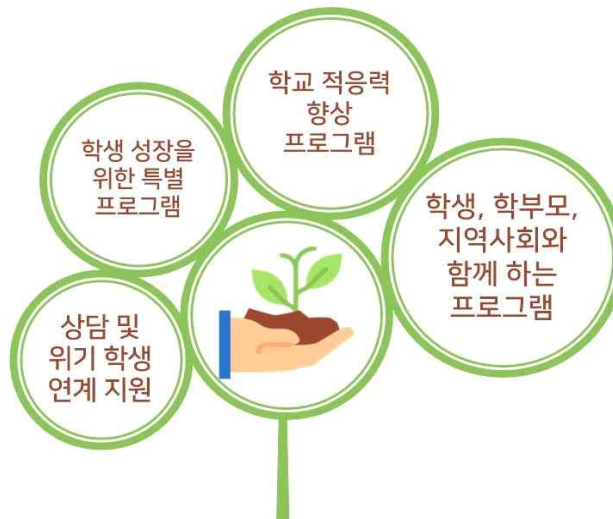 학교 적응력
향상
프로그램
학생 성장을
위한 특별
프로그램
학생, 학부모,
지역사회와
함께 하는
프로그램
상담 및
위기 학생
연계 지원